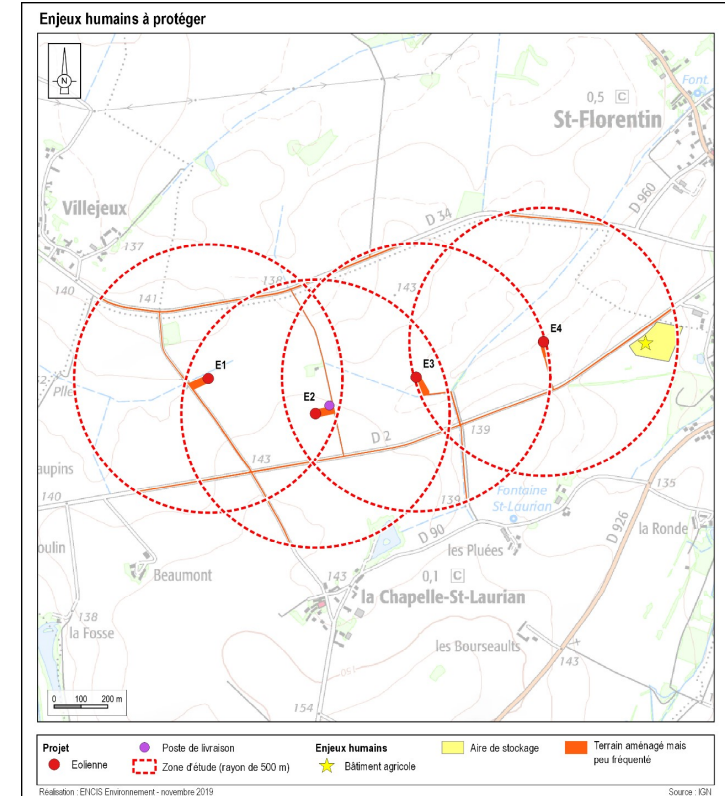 Enjeux humains à protéger
N
Font.
0,5 C
St-Florentin
D 960
Villejeux
D 34
137
140
141
138
143
E4
E1
E3
E2
D 2
139
143
aupins
140
139
Fontaine
St-Laurian
135
D 90
D 926
la Ronde
oulin
les Pluées
Beaumont
143
0,1 C
la Chapelle-St-Laurian
138
la Fosse
les Bourseaults
143
150
154
0 100 200 m
Projet
Eolienne
Poste de livraison
Zone d'étude (rayon de 500 m)
Enjeux humains
Bâtiment agricole
Aire de stockage
Terrain aménagé mais
peu fréquenté
Réalisation : ENCIS Environnement - novembre 2019
Source : IGN